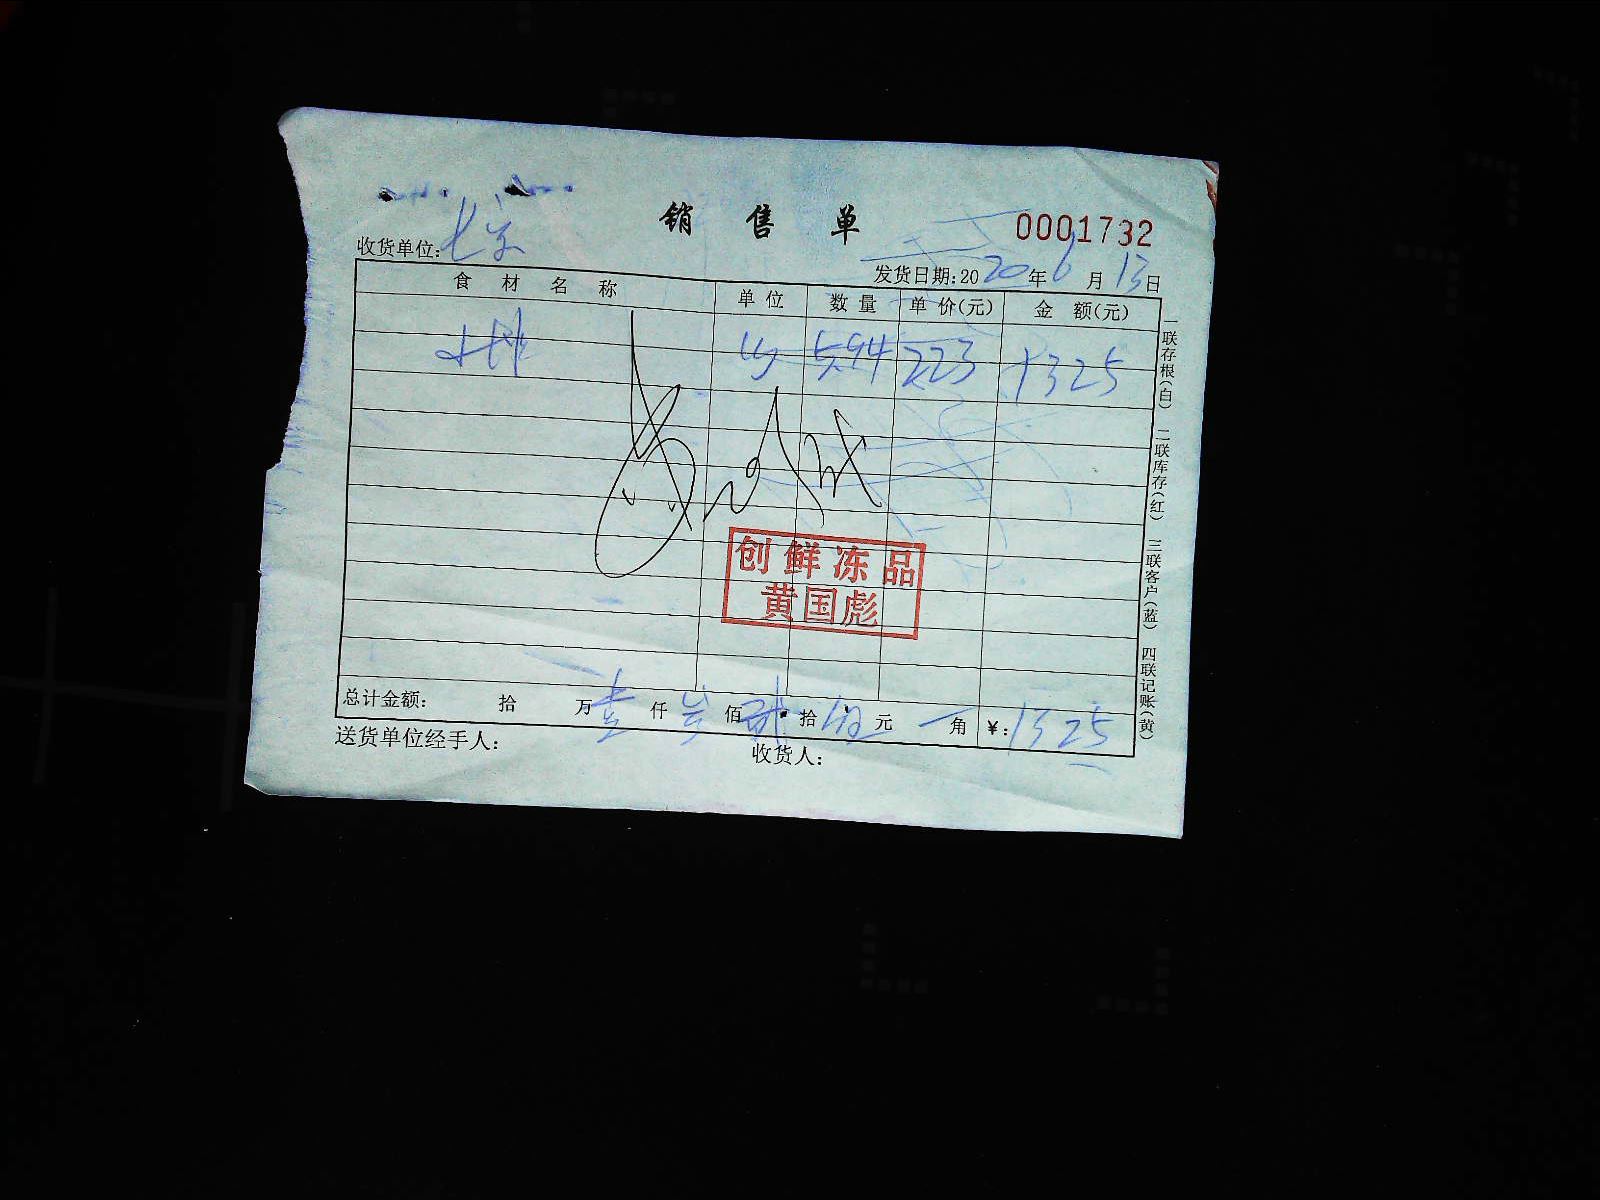 销售单
0001732
收货单位:北京
发货日期:2020年6月13日
食材名称 单位 数量 单价(元) 金额(元)
斤 594 223 1325
创鲜冻品
黄国彪
总计金额: 拾 万壹仟叁佰贰拾伍元 角 ¥:1325
送货单位经手人: 收货人:
一联存根(白) 二联库存(红) 三联客户(蓝) 四联记账(黄)